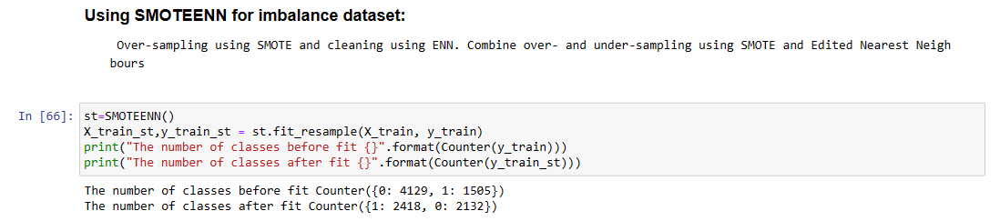 Using SMOTEENN for imbalance dataset:
Over-sampling using SMOTE and cleaning using ENN. Combine over- and under-sampling using SMOTE and Edited Nearest Neigh
bours
In [66]: st=SMOTEENN()
X_train_st,y_train_st = st.fit_resample(X_train, y_train)
print("The number of classes before fit {}".format(Counter(y_train)))
print("The number of classes after fit {}".format(Counter(y_train_st)))
The number of classes before fit Counter({0: 4129, 1: 1505})
The number of classes after fit Counter({1: 2418, 0: 2132})